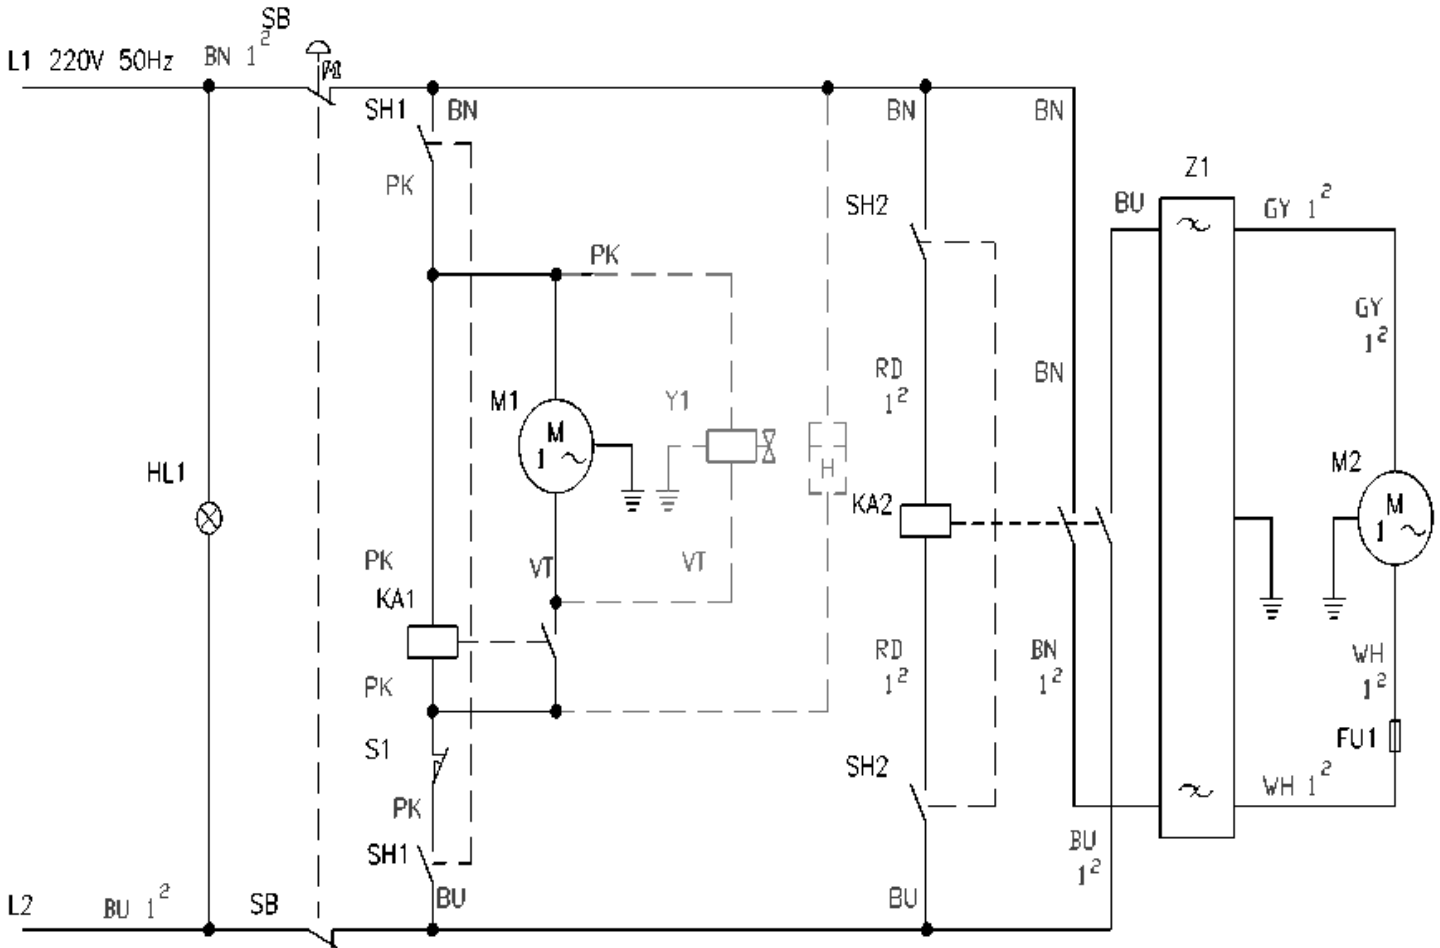 SB
L1 220V 50Hz
BN 1²
SH1
BN
BN
BN
PK
Z1
SH2
BU
GY 1²
PK
GY
1²
RD
1²
BN
M1
Y1
M
1
H
M2
HL1
KA2
M
1
PK
VT
VT
KA1
RD
1²
BN
1²
WH
1²
PK
S1
SH2
FU1
WH 1²
PK
SH1
BU
1²
L2
BU 1²
SB
BU
BU